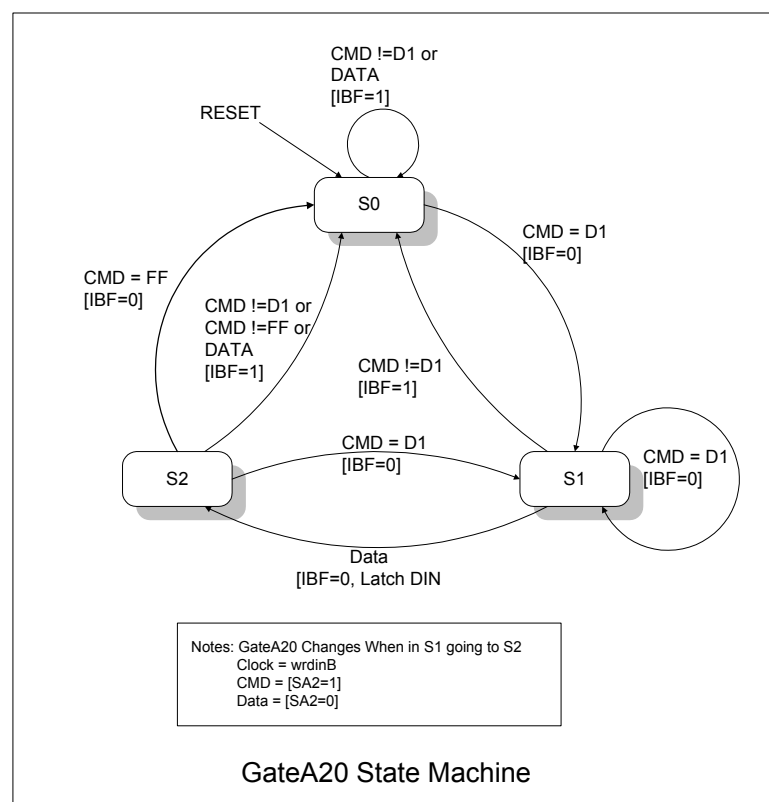 CMD !=D1 or
DATA
[IBF=1]
RESET
S0
CMD = D1
[IBF=0]
CMD = FF
[IBF=0]
CMD !=D1 or
CMD !=FF or
DATA
[IBF=1]
CMD !=D1
[IBF=1]
CMD = D1
[IBF=0]
S2
S1
CMD = D1
[IBF=0]
Data
[IBF=0, Latch DIN
Notes: GateA20 Changes When in S1 going to S2
Clock = wrdinB
CMD = [SA2=1]
Data = [SA2=0]
GateA20 State Machine